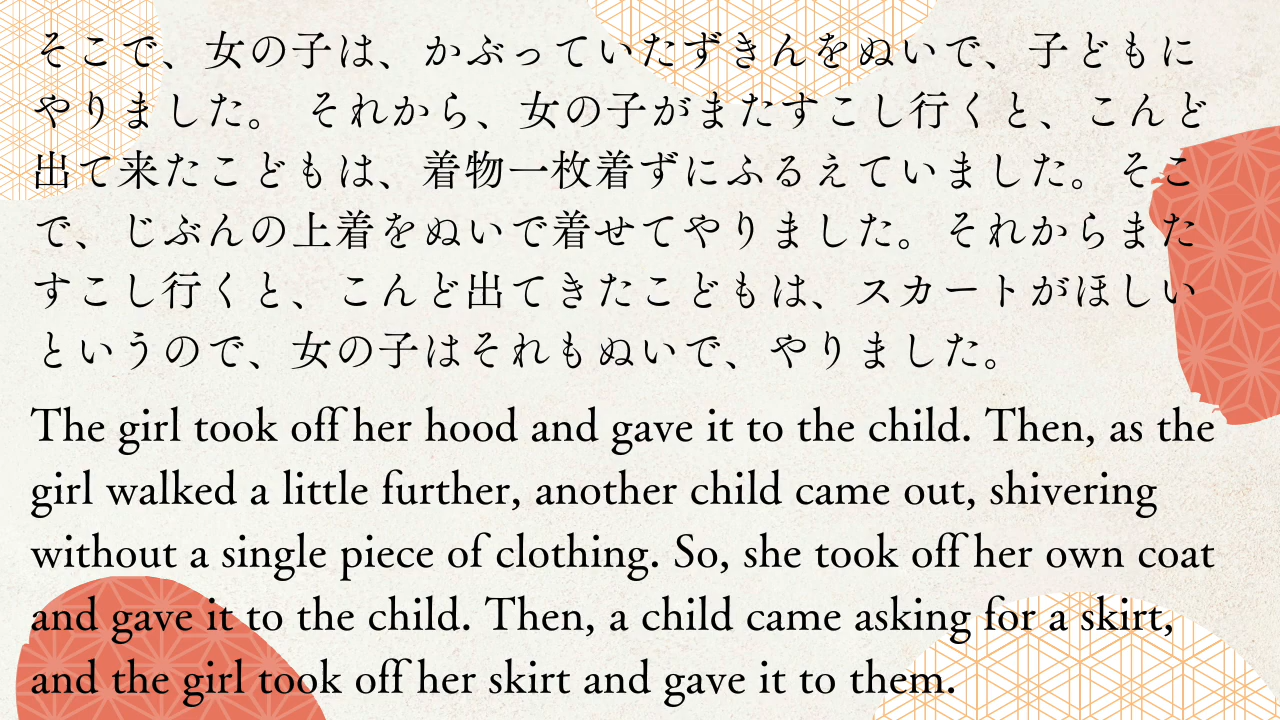 そこで、女の子は、かぶっていたずきんをぬいで、子どもに
やりました。 それから、女の子がまたすこし行くと、こんど
出て来たこどもは、着物一枚着ずにふるえていました。そこ
で、じぶんの上着をぬいで着せてやりました。それからまた
すこし行くと、こんど出てきたこどもは、スカートがほしい
というので、女の子はそれもぬいで、やりました。
The girl took off her hood and gave it to the child. Then, as the
girl walked a little further, another child came out, shivering
without a single piece of clothing. So, she took off her own coat
and gave it to the child. Then, a child came asking for a skirt,
and the girl took off her skirt and gave it to them.